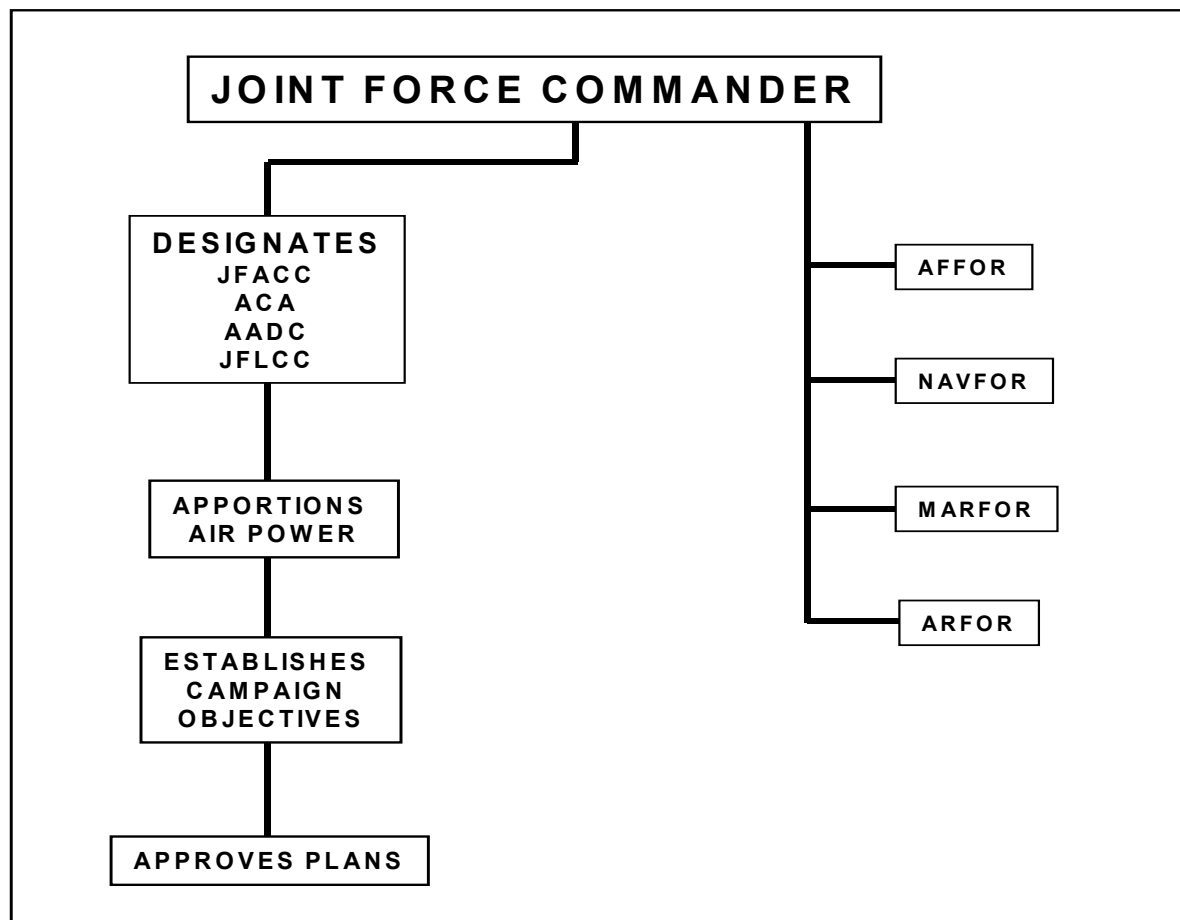 JOINT FORCE COMMANDER
DESIGNATES
JFACC
ACA
AADC
JFLCC
APPORTIONS
AIR POWER
ESTABLISHES
CAMPAIGN
OBJECTIVES
APPROVES PLANS
AFFOR
NAVFOR
MARFOR
ARFOR